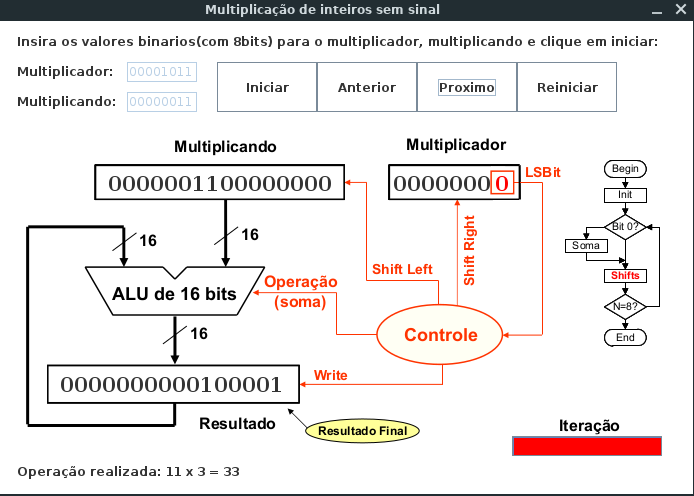 Multiplicação de inteiros sem sinal
Insira os valores binarios(com 8bits) para o multiplicador, multiplicando e clique em iniciar:
Multiplicador: 00001011
Multiplicando: 00000011
Iniciar Anterior Proximo Reiniciar
Multiplicando
0000001100000000
Multiplicador
00000000
LSBit
16
16
ALU de 16 bits
Operação
(soma)
Shift Left
Shift Right
Controle
16
Write
0000000000100001
Resultado
Resultado Final
Begin
Init
Bit 0?
Soma
Shifts
N=8?
End
Iteração
Operação realizada: 11 x 3 = 33